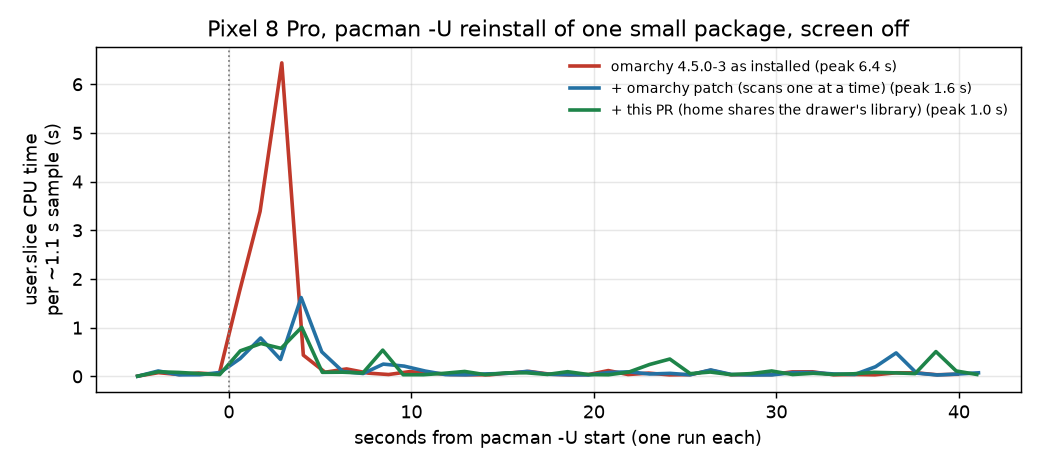 Pixel 8 Pro, pacman -U reinstall of one small package, screen off
omarchy 4.5.0-3 as installed (peak 6.4 s)
+ omarchy patch (scans one at a time) (peak 1.6 s)
+ this PR (home shares the drawer's library) (peak 1.0 s)
user.slice CPU time
per ~1.1 s sample (s)
6
5
4
3
2
1
0
0
10
20
30
40
seconds from pacman -U start (one run each)